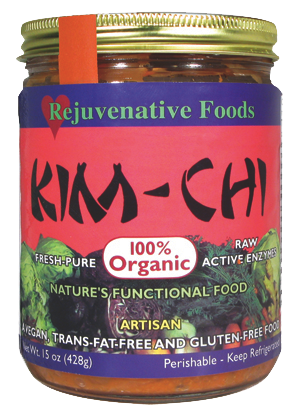 Rejuvenative Foods
KIM-CHI
FRESH-PURE
100%
Organic
RAW
ACTIVE ENZYMES
NATURE'S FUNCTIONAL FOOD
ARTISAN
A VEGAN, TRANS-FAT-FREE AND GLUTEN-FREE FOOD
Net Wt. 15 oz (428g)
Perishable - Keep Refrigerated